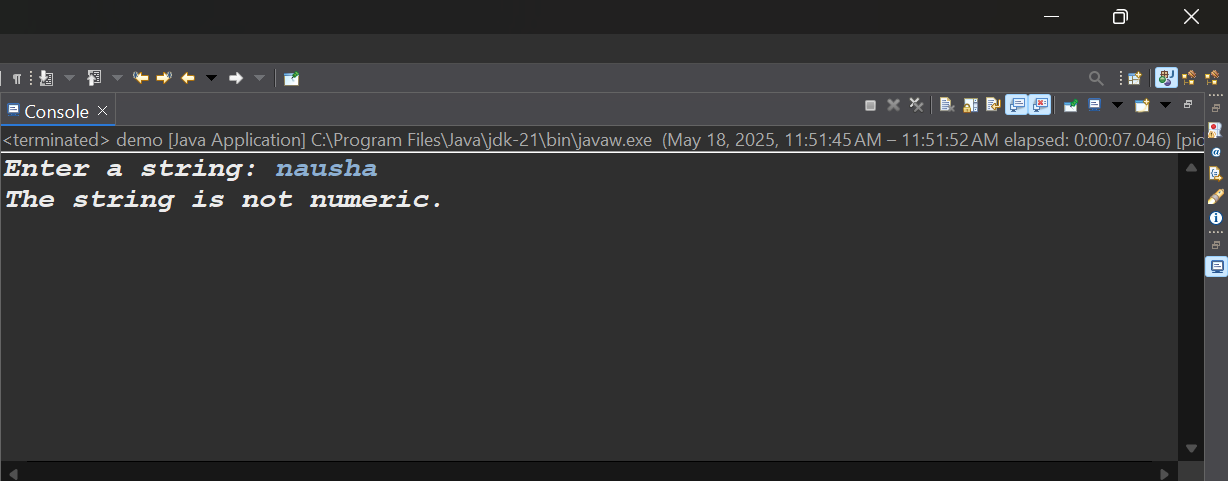 Console
<terminated> demo [Java Application] C:\Program Files\Java\jdk-21\bin\javaw.exe (May 18, 2025, 11:51:45 AM – 11:51:52 AM elapsed: 0:00:07.046) [pid
Enter a string: nausha
The string is not numeric.